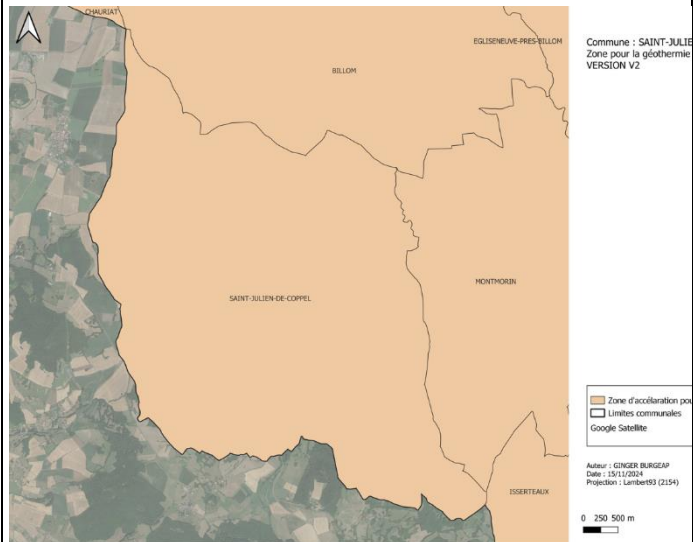 CHAURIAT
EGLISENEUVE-PRES-BILLOM
BILLOM
MONTMORIN
SAINT-JULIEN-DE-COPPEL
ISSERTEAUX
Commune : SAINT-JULIE
Zone pour la géothermie
VERSION V2
Zone d'accélaration pou
Limites communales
Google Satellite
Auteur : GINGER BURGEAP
Date : 15/11/2024
Projection : Lambert93 (2154)
0 250 500 m